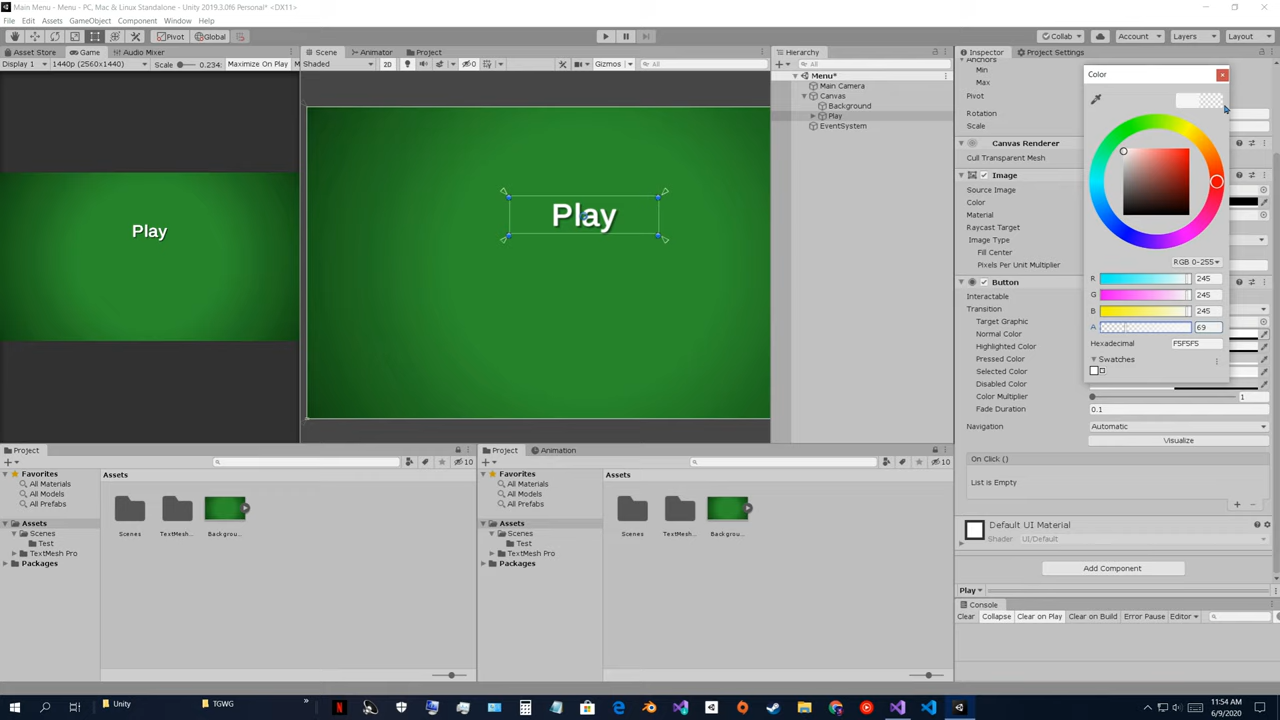 Main Menu - Menu - PC, Mac & Linux Standalone - Unity 2019.3.0f6 Personal* <DX11>
File Edit Assets GameObject Component Window Help
Pivot Global Collab Account Layers Layout
Asset Store Game Audio Mixer Scene Animator Project Hierarchy Inspector Project Settings
Display 1 1440p (2560x1440) Scale 0.234: Maximize On Play Shaded 2D 0 Gizmos All All
Menu*
Main Camera
Canvas
Background
Play
EventSystem
Play
Play
Anchors
Min
Max
Pivot
Rotation
Scale
Canvas Renderer
Cull Transparent Mesh
Image
Source Image
Color
Material
Raycast Target
Image Type
Fill Center
Pixels Per Unit Multiplier
Button
Interactable
Transition
Target Graphic
Normal Color
Highlighted Color
Pressed Color
Selected Color
Disabled Color
Color Multiplier 1
Fade Duration 0.1
Navigation Automatic
Visualize
On Click ()
List is Empty
Default UI Material
Shader UI/Default
Add Component
Play
Color
RGB 0-255
R 245
G 245
B 245
A 69
Hexadecimal F5F5F5
Swatches
Project
10
Favorites
All Materials
All Models
All Prefabs
Assets
Scenes
Test
TextMesh Pro
Packages
Assets
Scenes TextMes... Backgrou...
Project Animation
10
Favorites
All Materials
All Models
All Prefabs
Assets
Scenes
Test
TextMesh Pro
Packages
Assets
Scenes TextMes... Backgrou...
Console
Clear Collapse Clear on Play Clear on Build Error Pause Editor
Unity TGWG
11:54 AM
6/9/2020